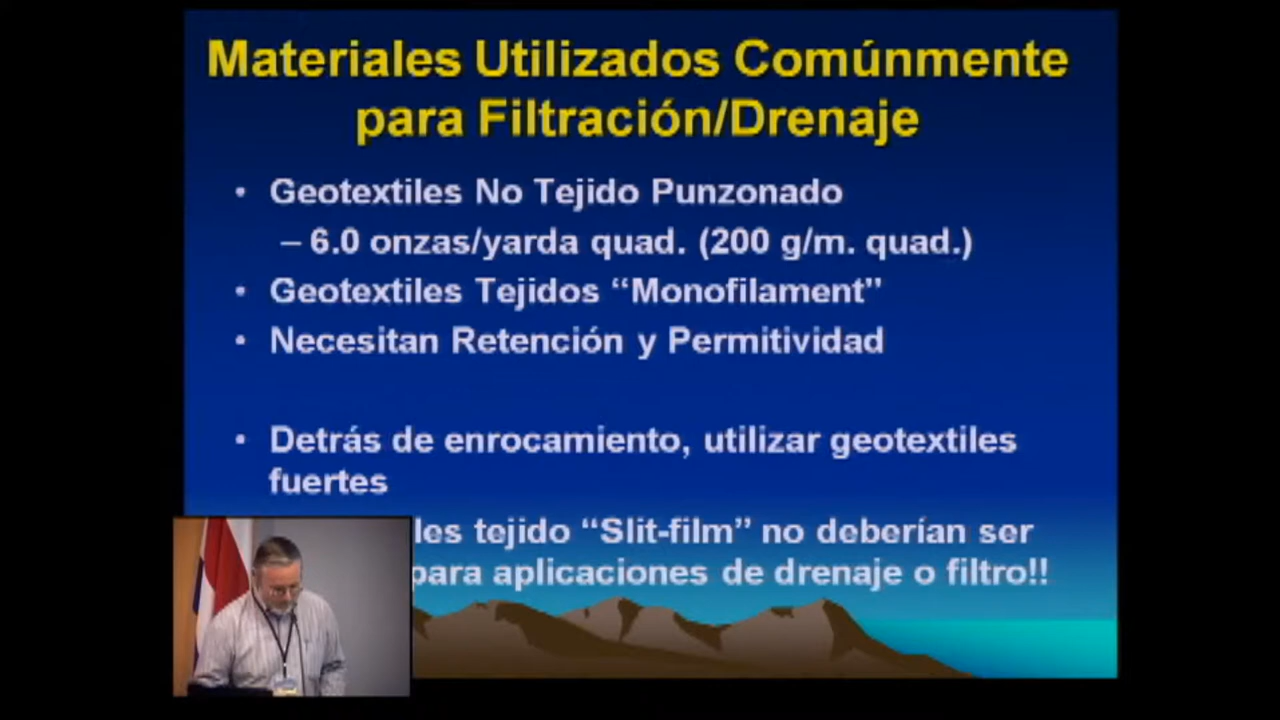 Materiales Utilizados Comúnmente
para Filtración/Drenaje
• Geotextiles No Tejido Punzonado
– 6.0 onzas/yarda quad. (200 g/m. quad.)
• Geotextiles Tejidos “Monofilament”
• Necesitan Retención y Permitividad
• Detrás de enrocamiento, utilizar geotextiles
fuertes
les tejido “Slit-film” no deberían ser
para aplicaciones de drenaje o filtro!!